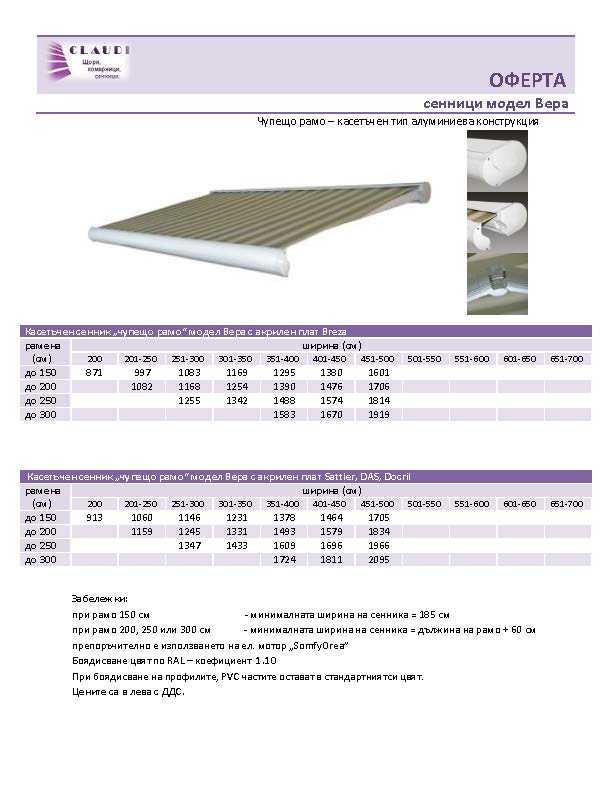 CLAUDI
Щори,
комарници,
сенници.
ОФЕРТА
сенници модел Вера
Чупещо рамо – касетъчен тип алуминиева конструкция
Касетъчен сенник „чупещо рамо“ модел Вера с акрилен плат Breza
рамена ширина (см)
(см) 200 201-250 251-300 301-350 351-400 401-450 451-500 501-550 551-600 601-650 651-700
до 150 871 997 1083 1169 1295 1380 1601
до 200 1082 1168 1254 1390 1476 1706
до 250 1255 1342 1488 1574 1814
до 300 1583 1670 1919
Касетъчен сенник „чупещо рамо“ модел Вера с акрилен плат Sattler, DAS, Docril
рамена ширина (см)
(см) 200 201-250 251-300 301-350 351-400 401-450 451-500 501-550 551-600 601-650 651-700
до 150 913 1060 1146 1231 1378 1464 1705
до 200 1159 1245 1331 1493 1579 1834
до 250 1347 1433 1609 1696 1966
до 300 1724 1811 2095
Забележки:
при рамо 150 см - минималната ширина на сенника = 185 см
при рамо 200, 250 или 300 см - минималната ширина на сенника = дължина на рамо + 60 см
препоръчително е използването на ел. мотор „SomfyOrea“
Боядисване цвят по RAL – коефициент 1.10
При боядисване на профилите, PVC частите остават в стандартния си цвят.
Цените са в лева с ДДС.